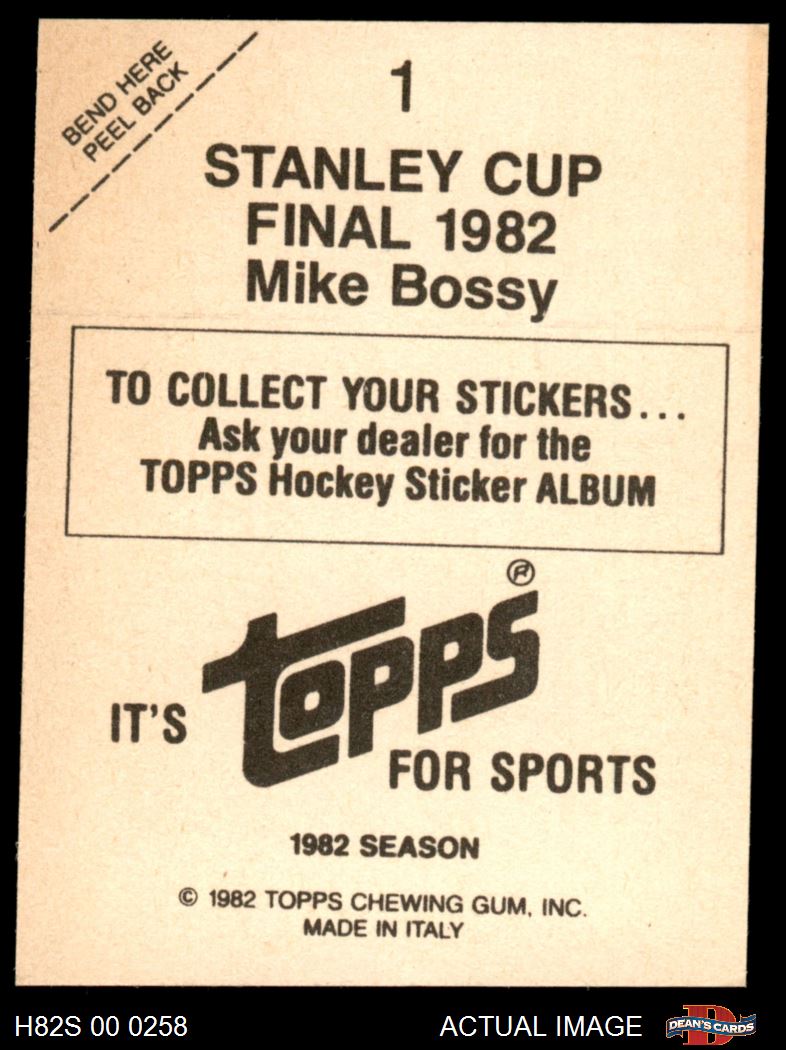 BEND HERE
PEEL BACK
1
STANLEY CUP
FINAL 1982
Mike Bossy
TO COLLECT YOUR STICKERS...
Ask your dealer for the
TOPPS Hockey Sticker ALBUM
IT'S
topps®
FOR SPORTS
1982 SEASON
© 1982 TOPPS CHEWING GUM, INC.
MADE IN ITALY
H82S 00 0258
ACTUAL IMAGE
D
DEAN'S CARDS